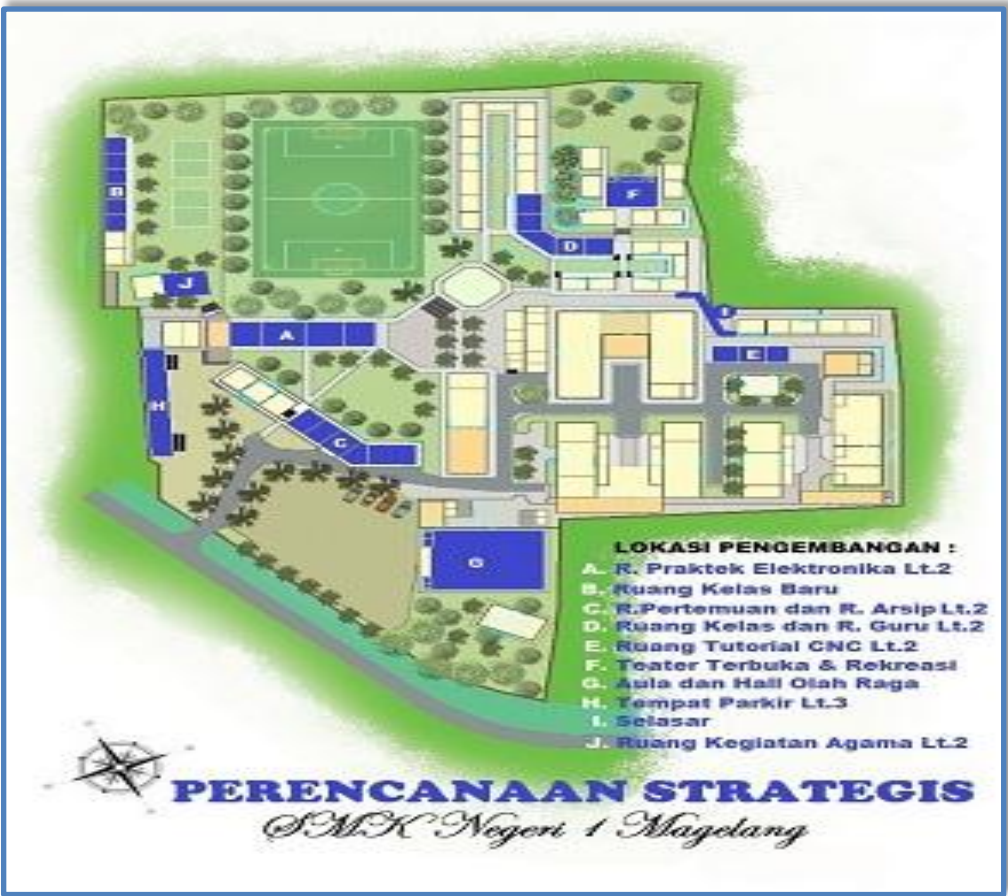 B
F
D
J
I
A
E
H
C
G
LOKASI PENGEMBANGAN :
A. R. Praktek Elektronika Lt.2
B. Ruang Kelas Baru
C. R.Pertemuan dan R. Arsip Lt.2
D. Ruang Kelas dan R. Guru Lt.2
E. Ruang Tutorial CNC Lt.2
F. Teater Terbuka & Rekreasi
G. Aula dan Hall Olah Raga
H. Tempat Parkir Lt.3
I. Selasar
J. Ruang Kegiatan Agama Lt.2
PERENCANAAN STRATEGIS
SMK Negeri 1 Magelang